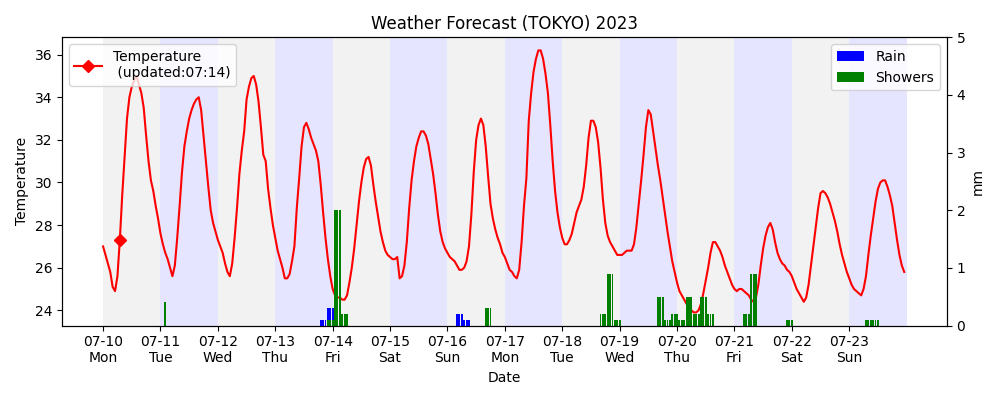 Weather Forecast (TOKYO) 2023
Temperature
(updated:07:14)
Rain
Showers
Temperature
36
34
32
30
28
26
24
5
4
3
2
1
0
mm
07-10 07-11 07-12 07-13 07-14 07-15 07-16 07-17 07-18 07-19 07-20 07-21 07-22 07-23
Mon Tue Wed Thu Fri Sat Sun Mon Tue Wed Thu Fri Sat Sun
Date